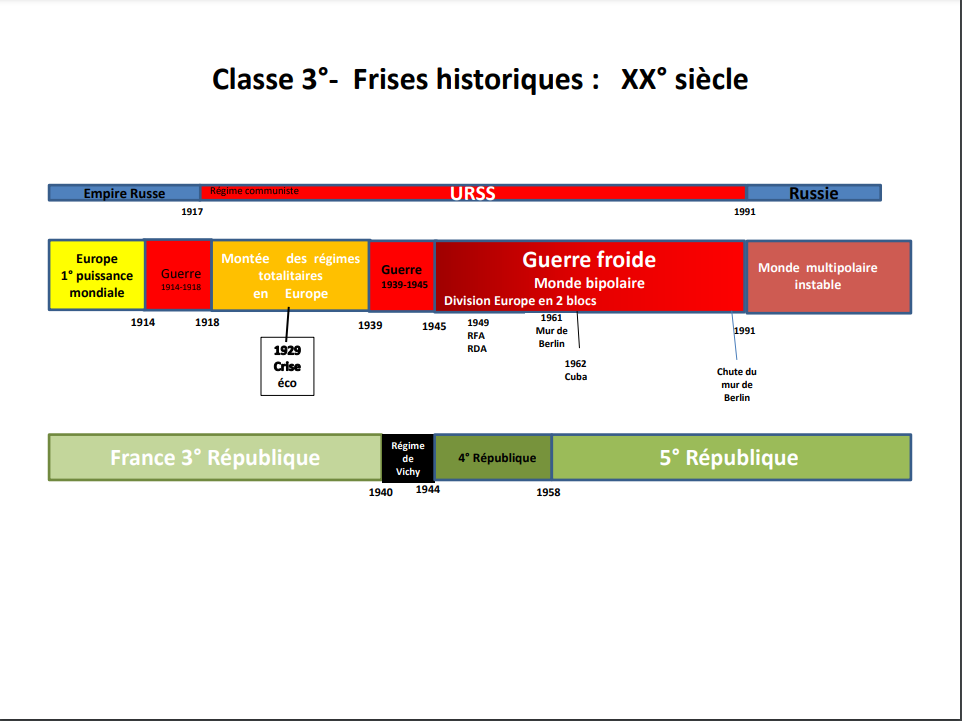 Classe 3°- Frises historiques : XX° siècle
Empire Russe
Régime communiste
URSS
Russie
1917
1991
Europe
1° puissance
mondiale
Guerre
1914-1918
Montée des régimes
totalitaires
en Europe
Guerre
1939-1945
Guerre froide
Monde bipolaire
Division Europe en 2 blocs
Monde multipolaire
instable
1914
1918
1939
1945
1949
RFA
RDA
1961
Mur de
Berlin
1962
Cuba
1991
Chute du
mur de
Berlin
1929
Crise
éco
France 3° République
Régime
de
Vichy
4° République
5° République
1940
1944
1958